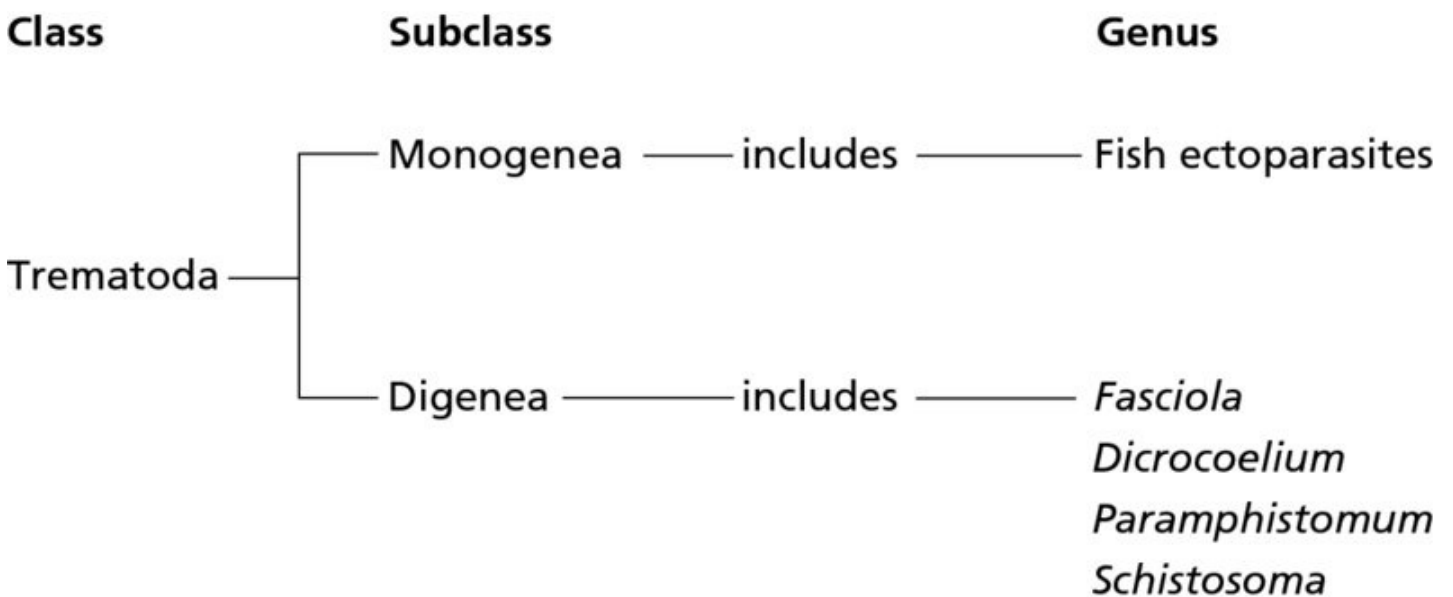 Class Subclass Genus
Monogenea includes Fish ectoparasites
Trematoda
Digenea includes Fasciola
Dicrocoelium
Paramphistomum
Schistosoma